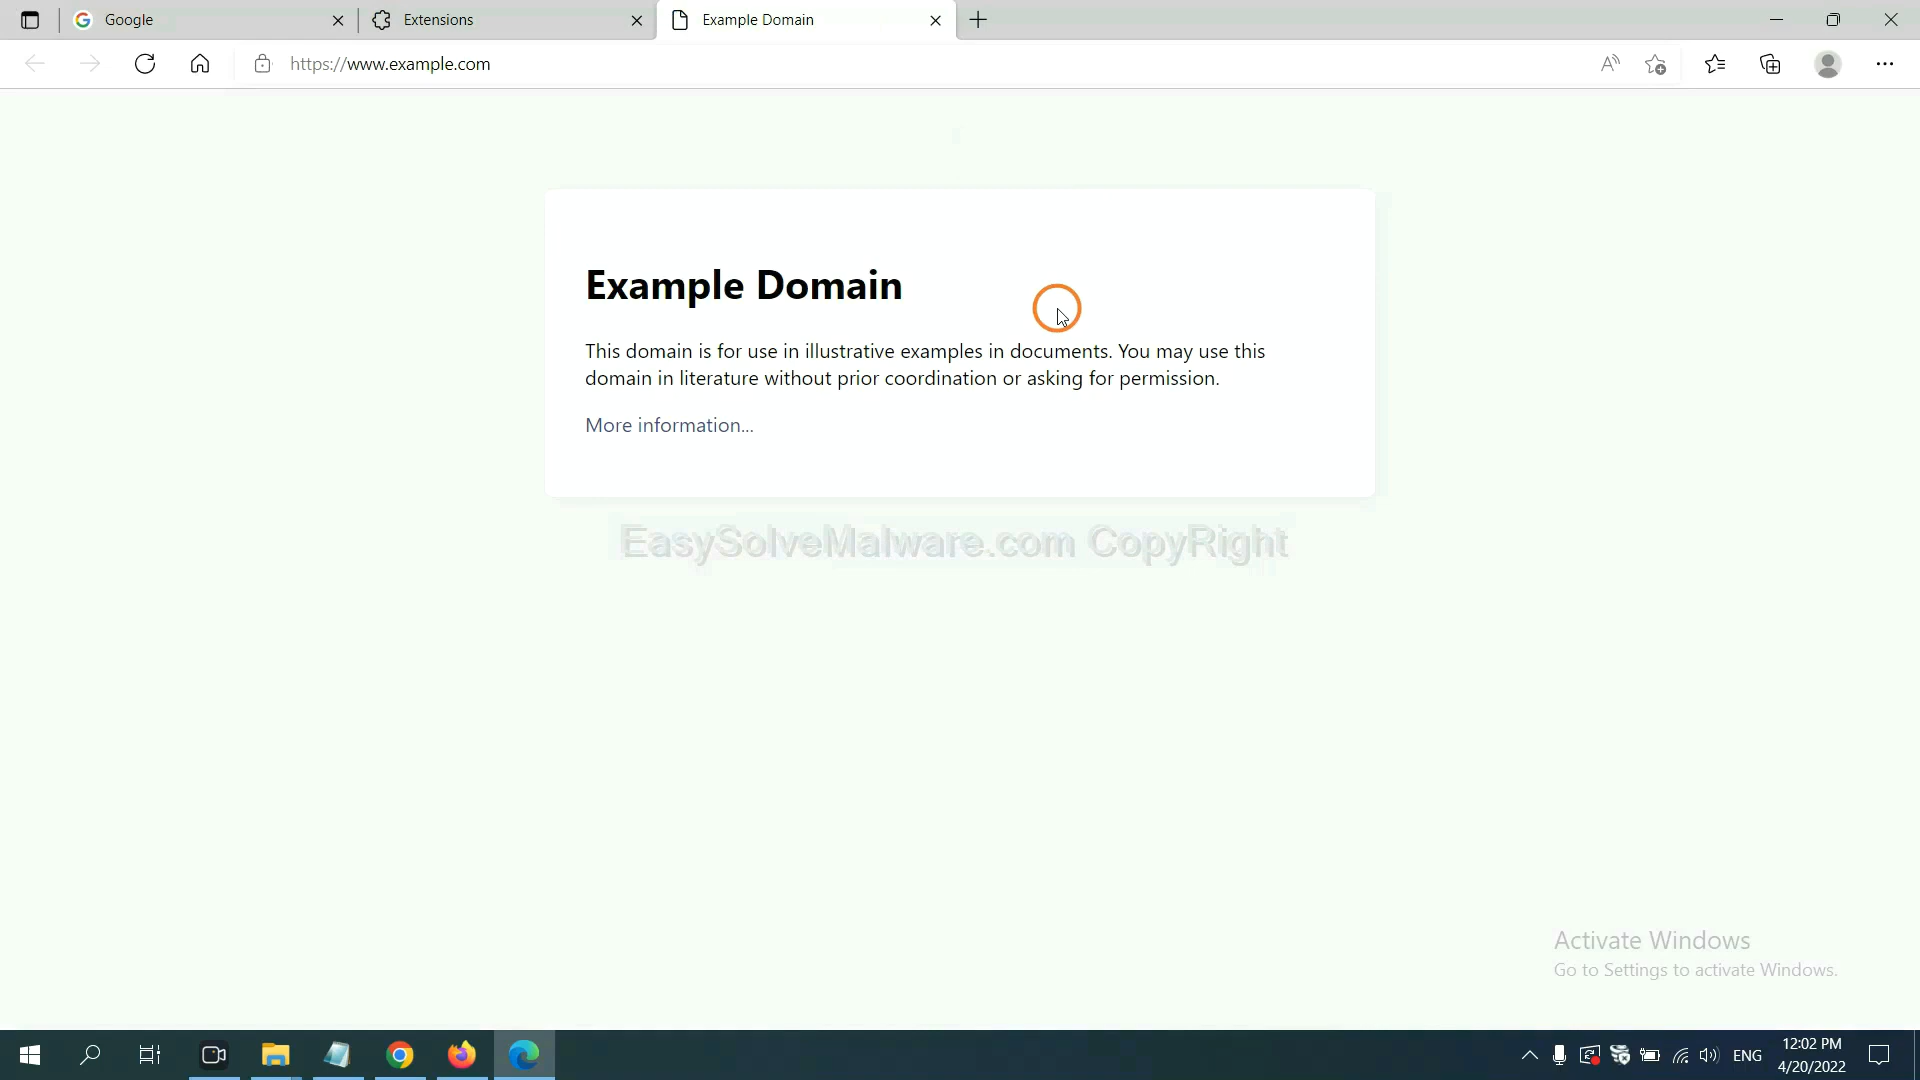 Google
Extensions
Example Domain
https://www.example.com
Example Domain
This domain is for use in illustrative examples in documents. You may use this
domain in literature without prior coordination or asking for permission.
More information...
EasySolveMalware.com CopyRight
Activate Windows
Go to Settings to activate Windows.
ENG
12:02 PM
4/20/2022